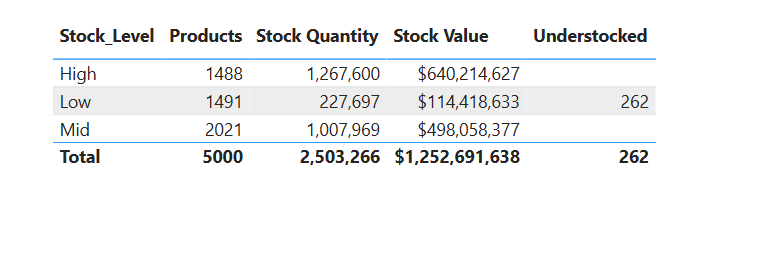 Stock_Level Products Stock Quantity Stock Value Understocked
High 1488 1,267,600 $640,214,627
Low 1491 227,697 $114,418,633 262
Mid 2021 1,007,969 $498,058,377
Total 5000 2,503,266 $1,252,691,638 262